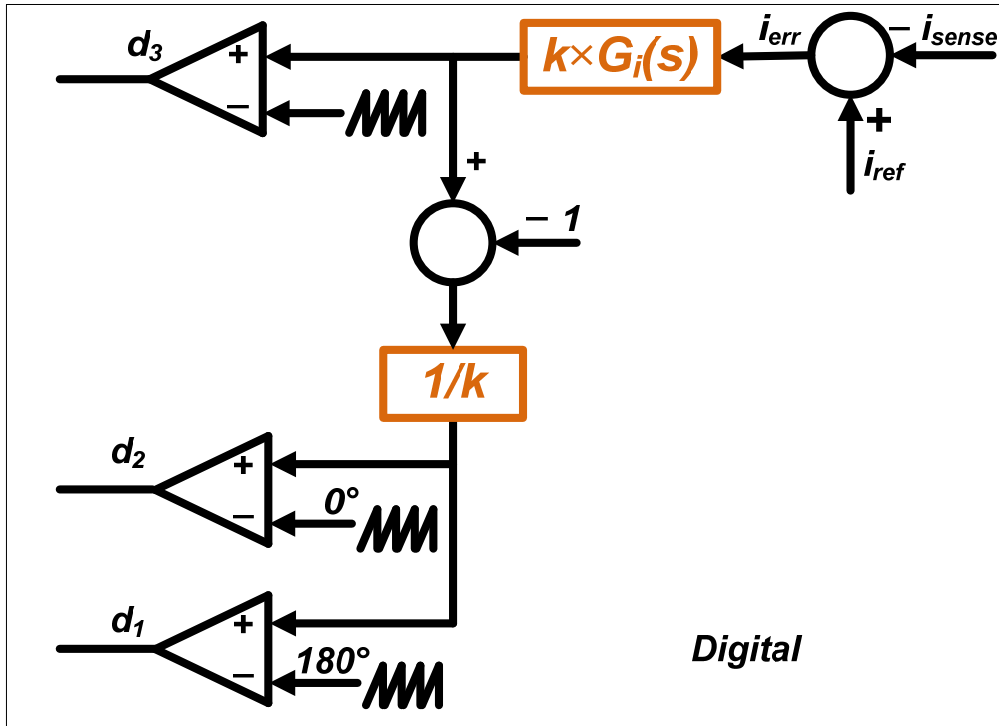 d3
+
−
k×Gi(s)
ierr
− isense
+
iref
+
− 1
1/k
d2
+
−
0°
d1
+
−
180°
Digital